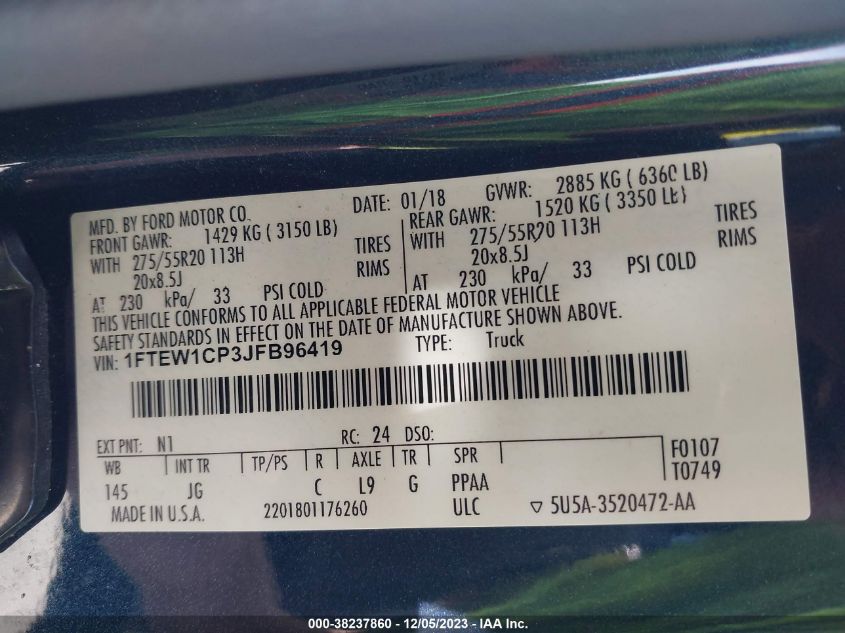 MFD. BY FORD MOTOR CO. DATE: 01/18 GVWR: 2885 KG ( 6360 LB)
FRONT GAWR: 1429 KG ( 3150 LB) REAR GAWR: 1520 KG ( 3350 LB)
WITH 275/55R20 113H TIRES WITH 275/55R20 113H TIRES
20x8.5J RIMS 20x8.5J RIMS
AT 230 kPa/ 33 PSI COLD AT 230 kPa/ 33 PSI COLD
THIS VEHICLE CONFORMS TO ALL APPLICABLE FEDERAL MOTOR VEHICLE
SAFETY STANDARDS IN EFFECT ON THE DATE OF MANUFACTURE SHOWN ABOVE.
VIN: 1FTEW1CP3JFB96419 TYPE: Truck
EXT PNT: N1 RC: 24 DSO:
WB INT TR TP/PS R AXLE TR SPR F0107
145 JG C L9 G PPAA T0749
MADE IN U.S.A. 2201801176260 ULC ▽ 5U5A-3520472-AA
000-38237860 - 12/05/2023 - IAA Inc.